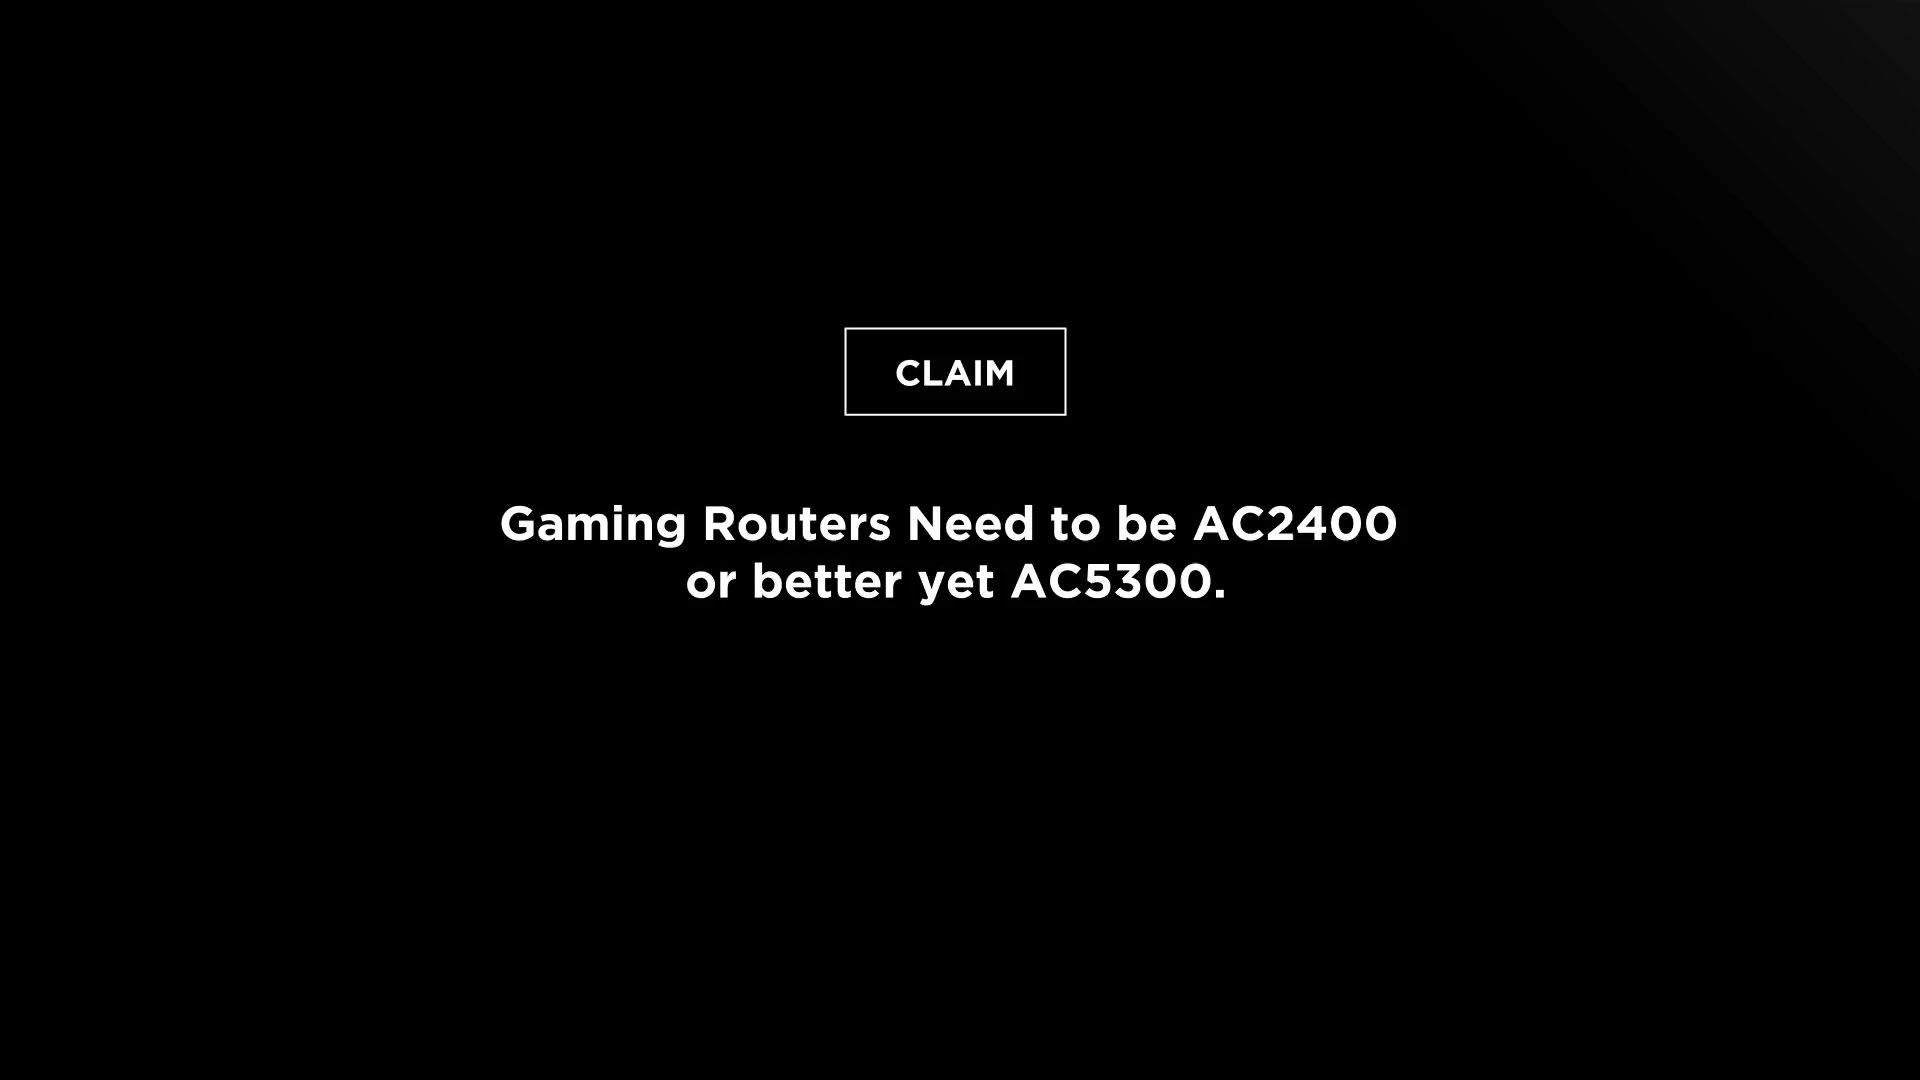 CLAIM
Gaming Routers Need to be AC2400
or better yet AC5300.